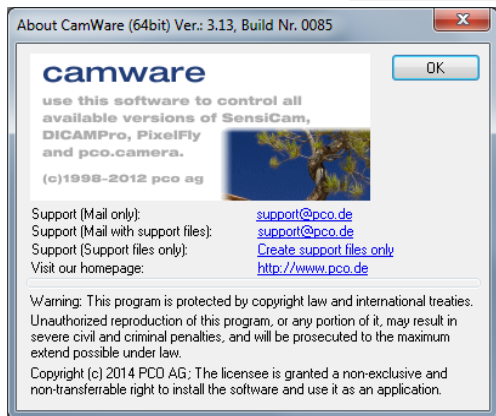 About CamWare (64bit) Ver.: 3.13, Build Nr. 0085
OK
camware
use this software to control all
available versions of SensiCam,
DICAMPro, PixelFly
and pco.camera.
(c)1998-2012 pco ag
Support (Mail only): support@pco.de
Support (Mail with support files): support@pco.de
Support (Support files only): Create support files only
Visit our homepage: http://www.pco.de
Warning: This program is protected by copyright law and international treaties.
Unauthorized reproduction of this program, or any portion of it, may result in
severe civil and criminal penalties, and will be prosecuted to the maximum
extend possible under law.
Copyright (c) 2014 PCO AG; The licensee is granted a non-exclusive and
non-transferrable right to install the software and use it as an application.